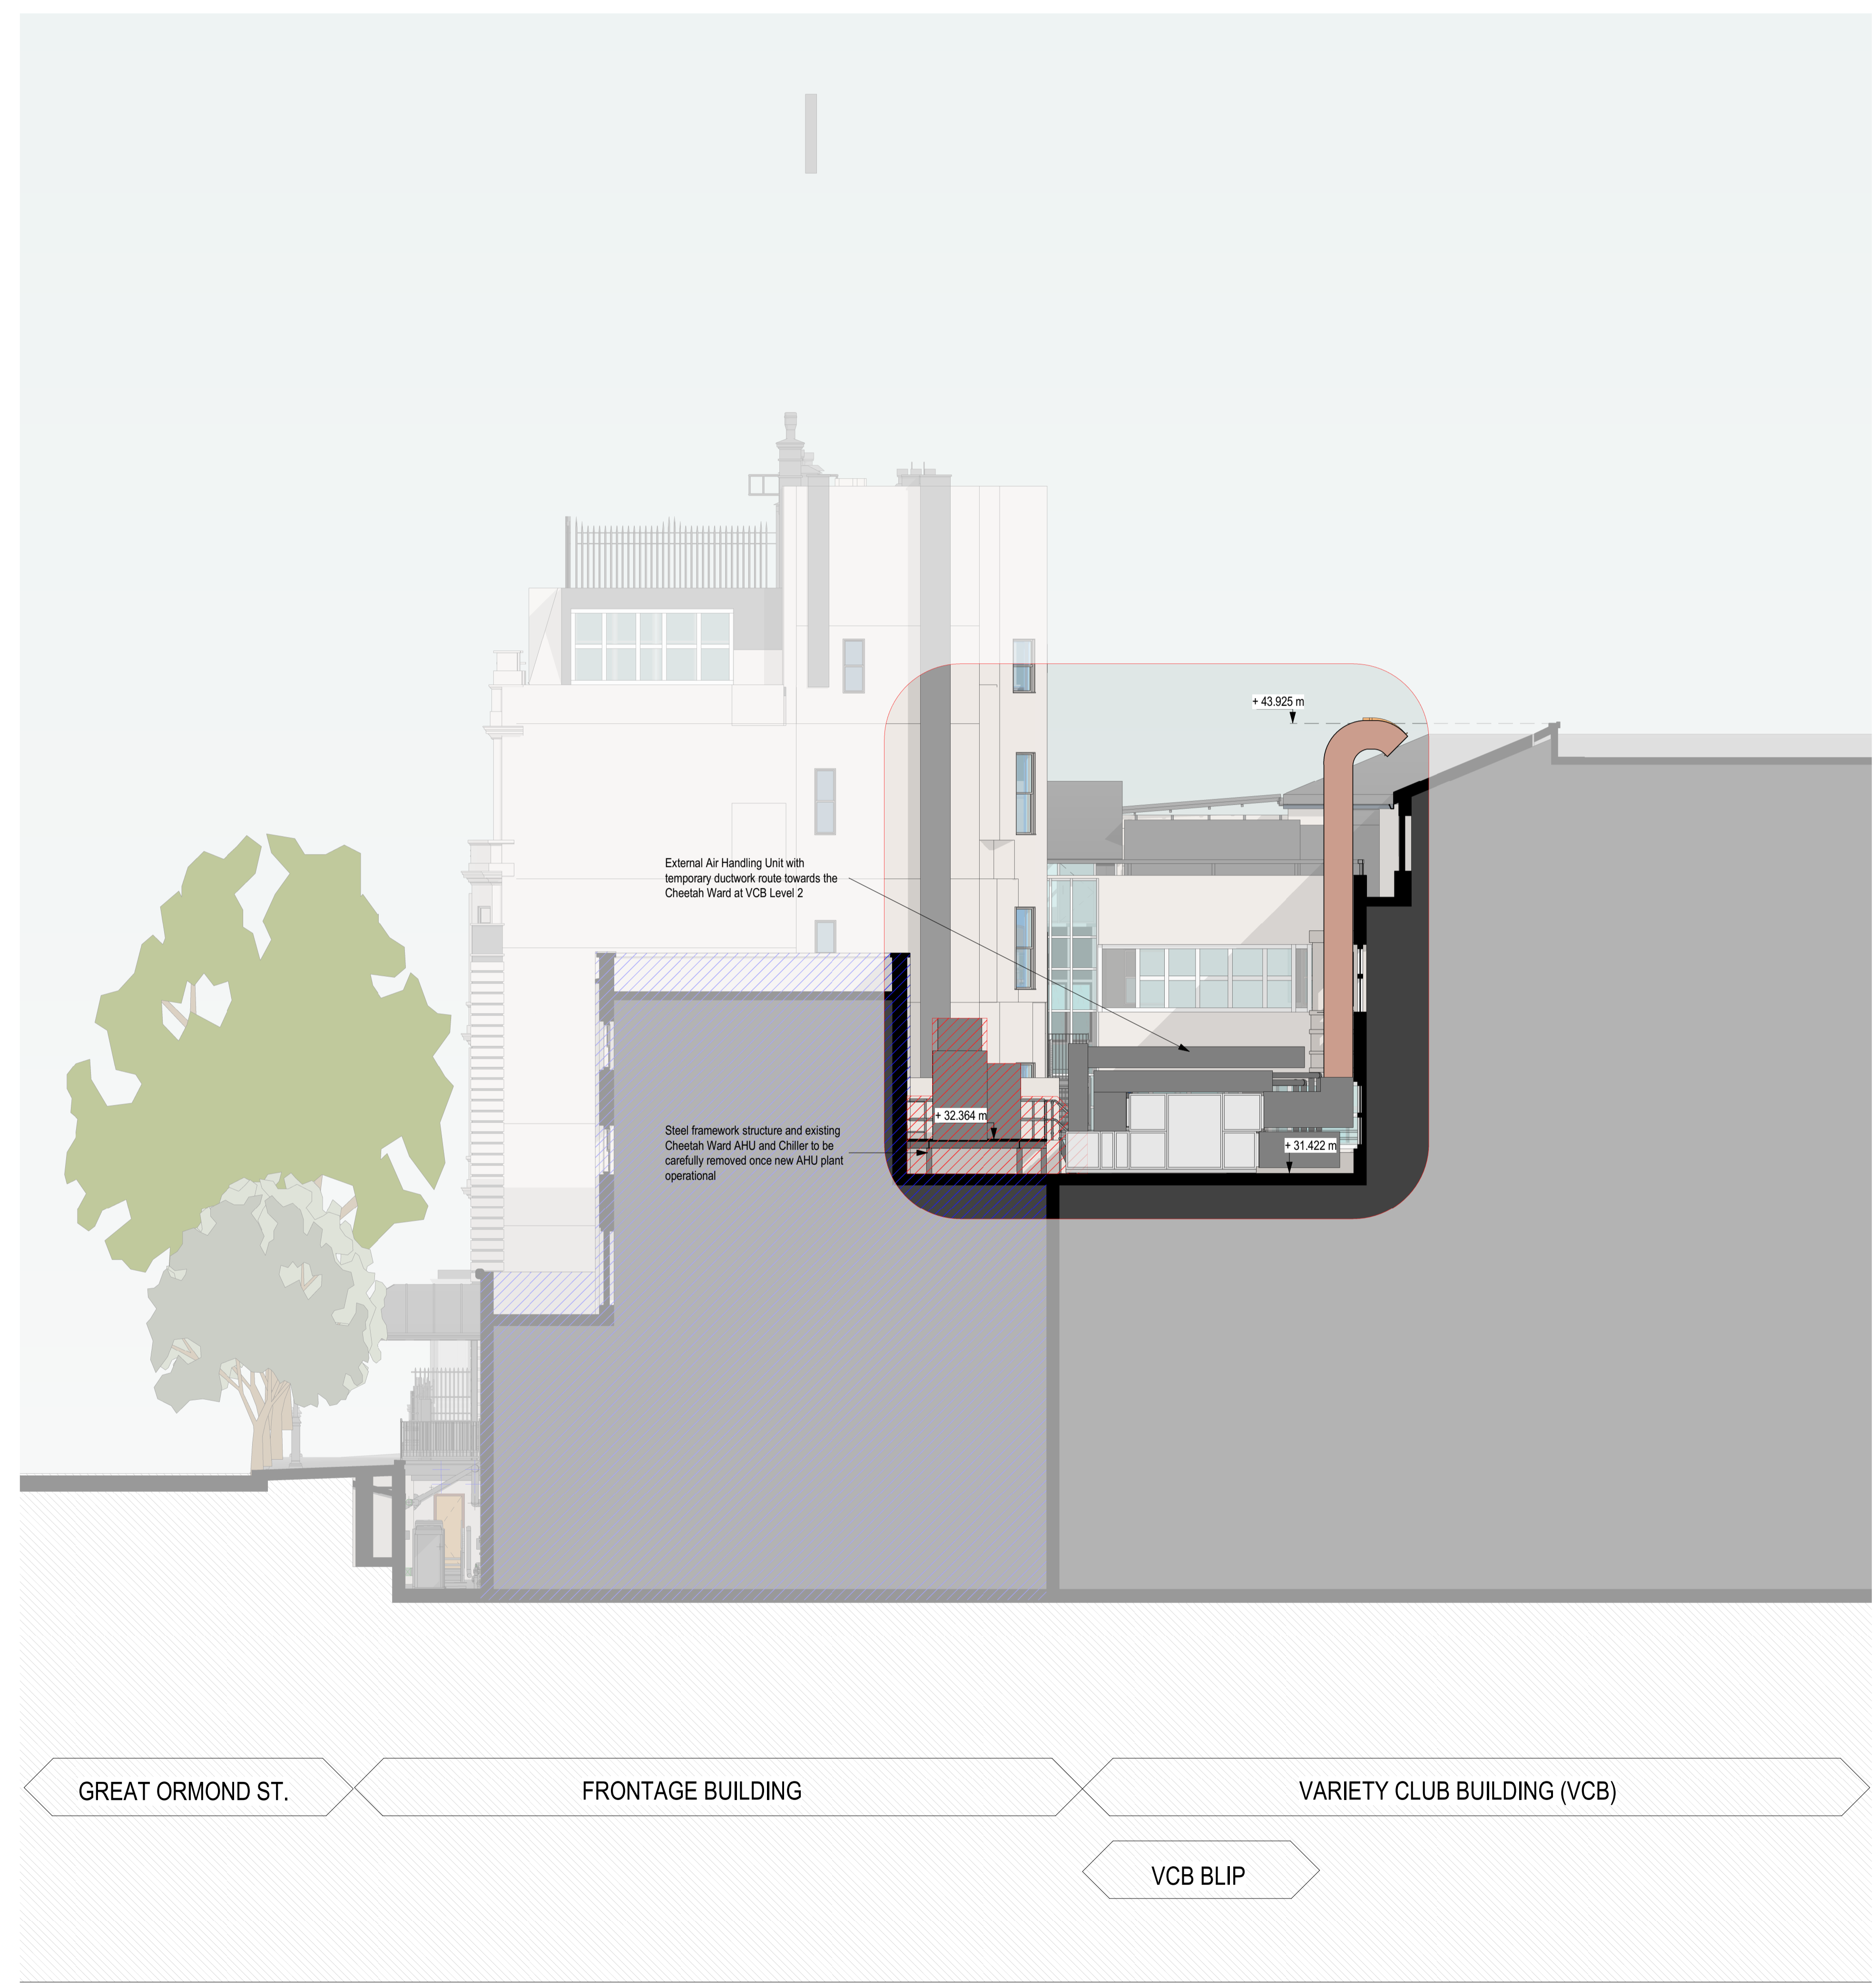 + 43.925 m
External Air Handling Unit with
temporary ductwork route towards the
Cheetah Ward at VCB Level 2
+ 32.364 m
Steel framework structure and existing
Cheetah Ward AHU and Chiller to be
carefully removed once new AHU plant
operational
+ 31.422 m
GREAT ORMOND ST.
FRONTAGE BUILDING
VARIETY CLUB BUILDING (VCB)
VCB BLIP